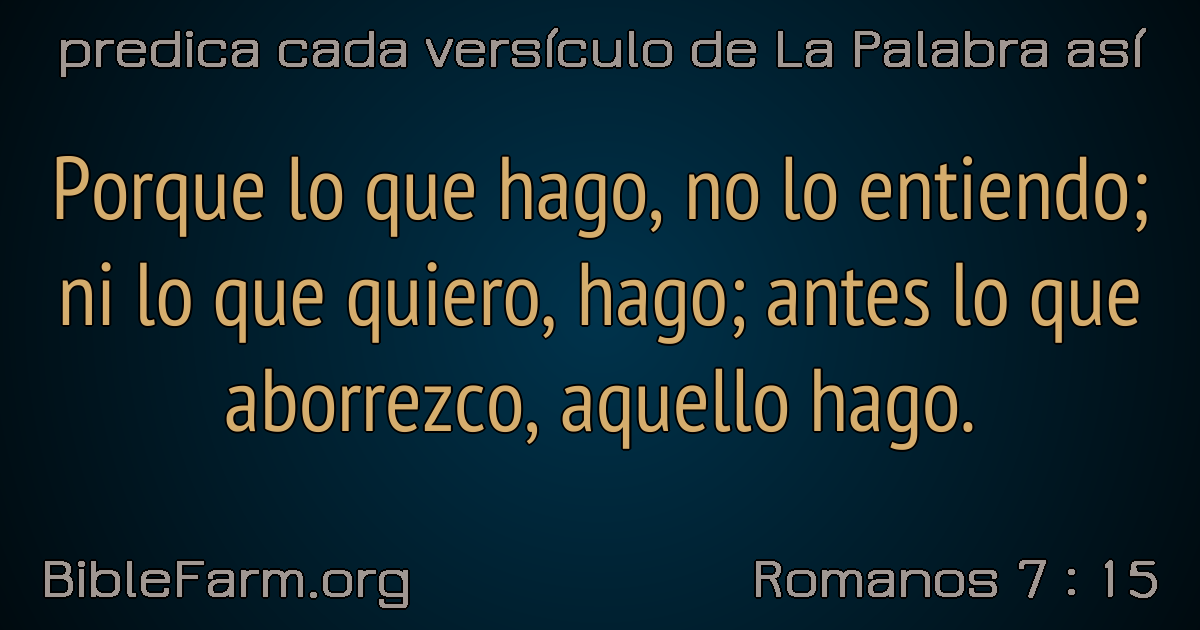 predica cada versículo de La Palabra así
Porque lo que hago, no lo entiendo;
ni lo que quiero, hago; antes lo que
aborrezco, aquello hago.
BibleFarm.org
Romanos 7 : 15